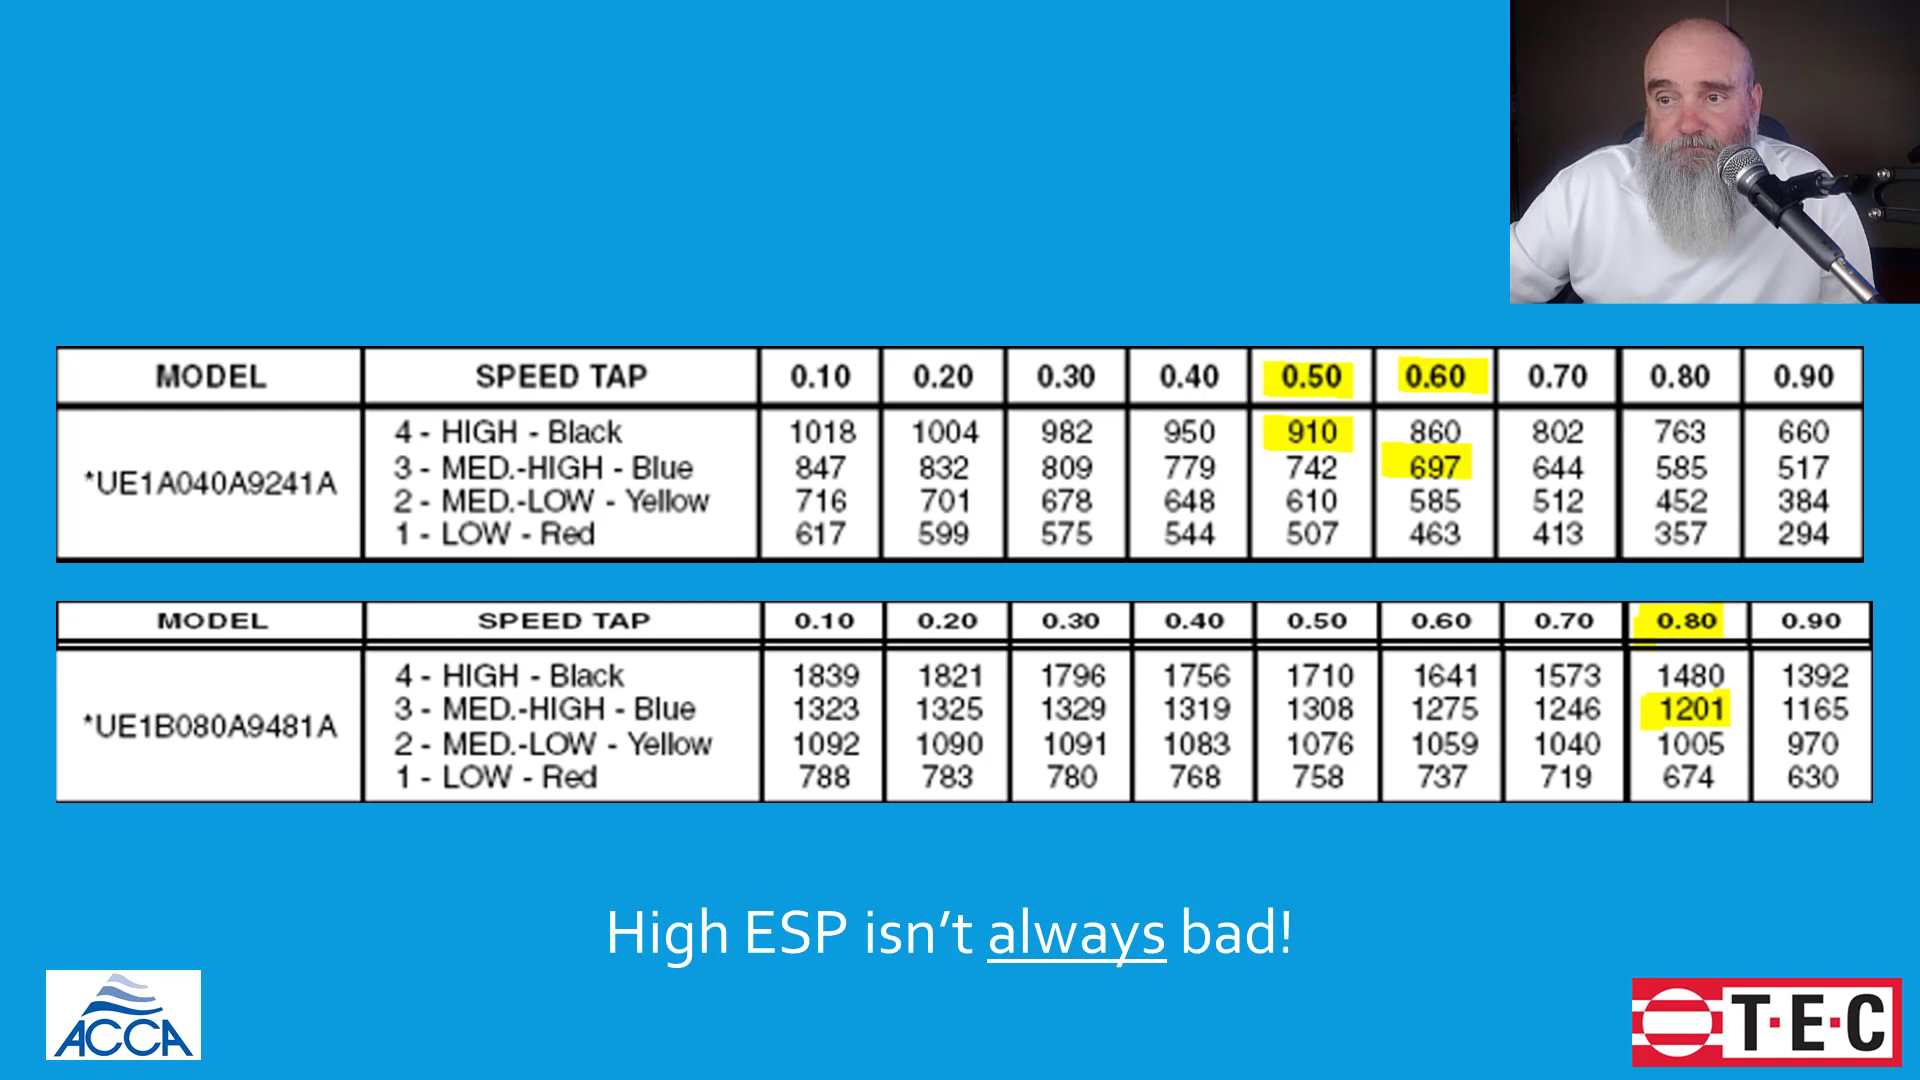 MODEL SPEED TAP 0.10 0.20 0.30 0.40 0.50 0.60 0.70 0.80 0.90
4 - HIGH - Black 1018 1004 982 950 910 860 802 763 660
3 - MED.-HIGH - Blue 847 832 809 779 742 697 644 585 517
*UE1A040A9241A
2 - MED.-LOW - Yellow 716 701 678 648 610 585 512 452 384
1 - LOW - Red 617 599 575 544 507 463 413 357 294
MODEL SPEED TAP 0.10 0.20 0.30 0.40 0.50 0.60 0.70 0.80 0.90
4 - HIGH - Black 1839 1821 1796 1756 1710 1641 1573 1480 1392
3 - MED.-HIGH - Blue 1323 1325 1329 1319 1308 1275 1246 1201 1165
*UE1B080A9481A
2 - MED.-LOW - Yellow 1092 1090 1091 1083 1076 1059 1040 1005 970
1 - LOW - Red 788 783 780 768 758 737 719 674 630
High ESP isn’t always bad!
ACCA
T·E·C